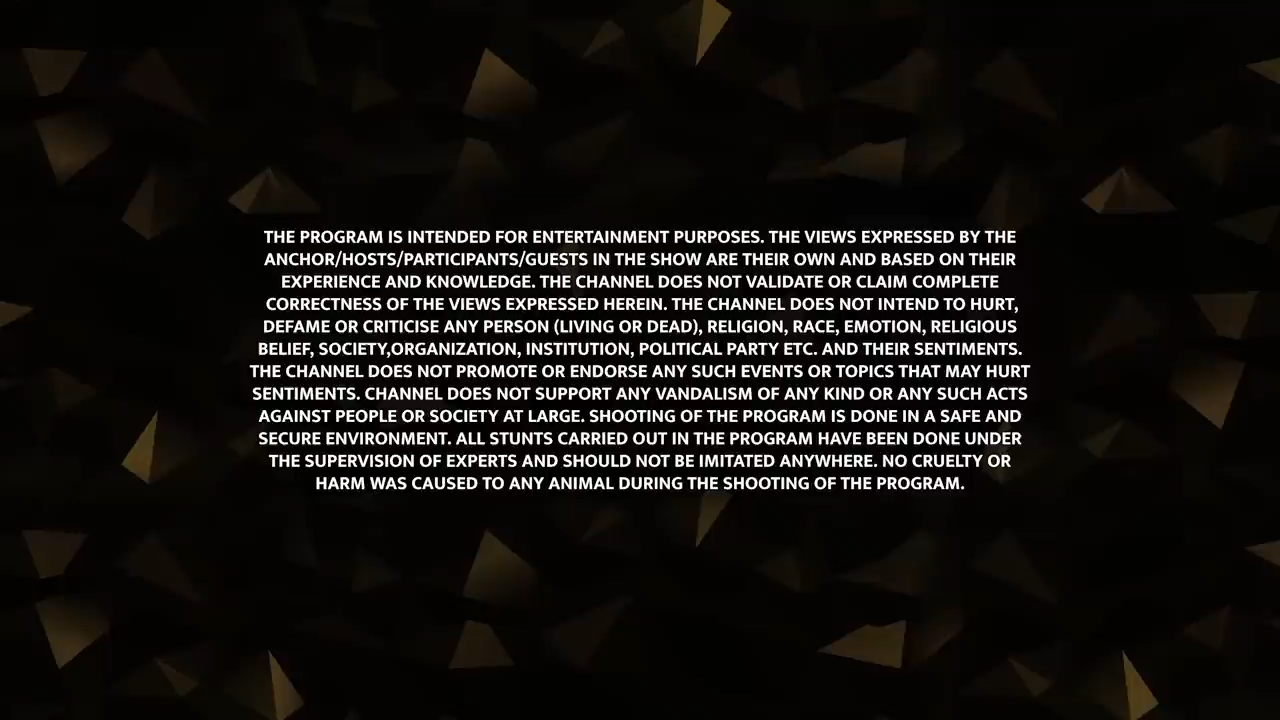 THE PROGRAM IS INTENDED FOR ENTERTAINMENT PURPOSES. THE VIEWS EXPRESSED BY THE
ANCHOR/HOSTS/PARTICIPANTS/GUESTS IN THE SHOW ARE THEIR OWN AND BASED ON THEIR
EXPERIENCE AND KNOWLEDGE. THE CHANNEL DOES NOT VALIDATE OR CLAIM COMPLETE
CORRECTNESS OF THE VIEWS EXPRESSED HEREIN. THE CHANNEL DOES NOT INTEND TO HURT,
DEFAME OR CRITICISE ANY PERSON (LIVING OR DEAD), RELIGION, RACE, EMOTION, RELIGIOUS
BELIEF, SOCIETY,ORGANIZATION, INSTITUTION, POLITICAL PARTY ETC. AND THEIR SENTIMENTS.
THE CHANNEL DOES NOT PROMOTE OR ENDORSE ANY SUCH EVENTS OR TOPICS THAT MAY HURT
SENTIMENTS. CHANNEL DOES NOT SUPPORT ANY VANDALISM OF ANY KIND OR ANY SUCH ACTS
AGAINST PEOPLE OR SOCIETY AT LARGE. SHOOTING OF THE PROGRAM IS DONE IN A SAFE AND
SECURE ENVIRONMENT. ALL STUNTS CARRIED OUT IN THE PROGRAM HAVE BEEN DONE UNDER
THE SUPERVISION OF EXPERTS AND SHOULD NOT BE IMITATED ANYWHERE. NO CRUELTY OR
HARM WAS CAUSED TO ANY ANIMAL DURING THE SHOOTING OF THE PROGRAM.